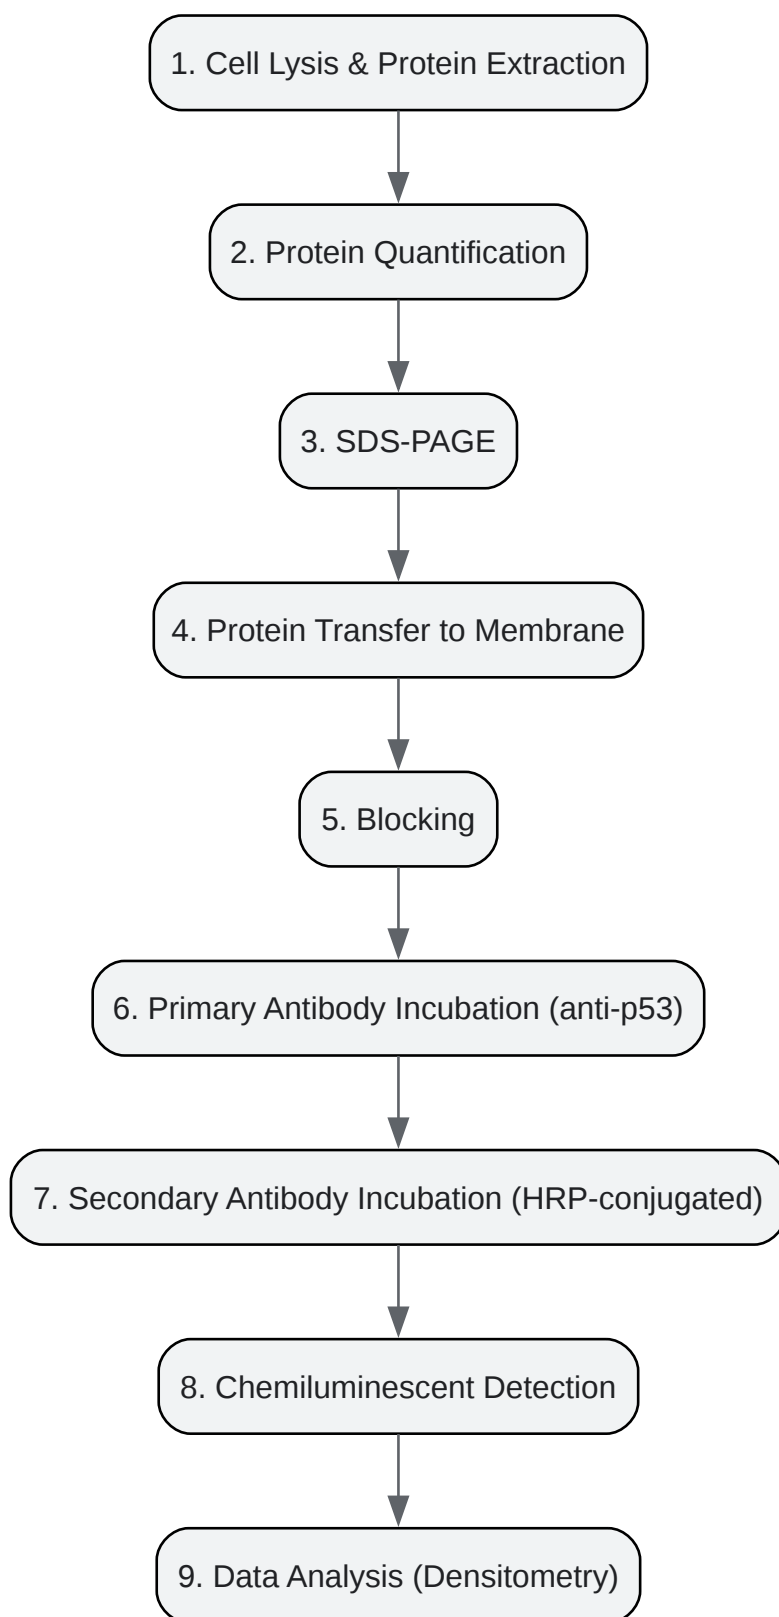 1. Cell Lysis & Protein Extraction
2. Protein Quantification
3. SDS-PAGE
4. Protein Transfer to Membrane
5. Blocking
6. Primary Antibody Incubation (anti-p53)
7. Secondary Antibody Incubation (HRP-conjugated)
8. Chemiluminescent Detection
9. Data Analysis (Densitometry)